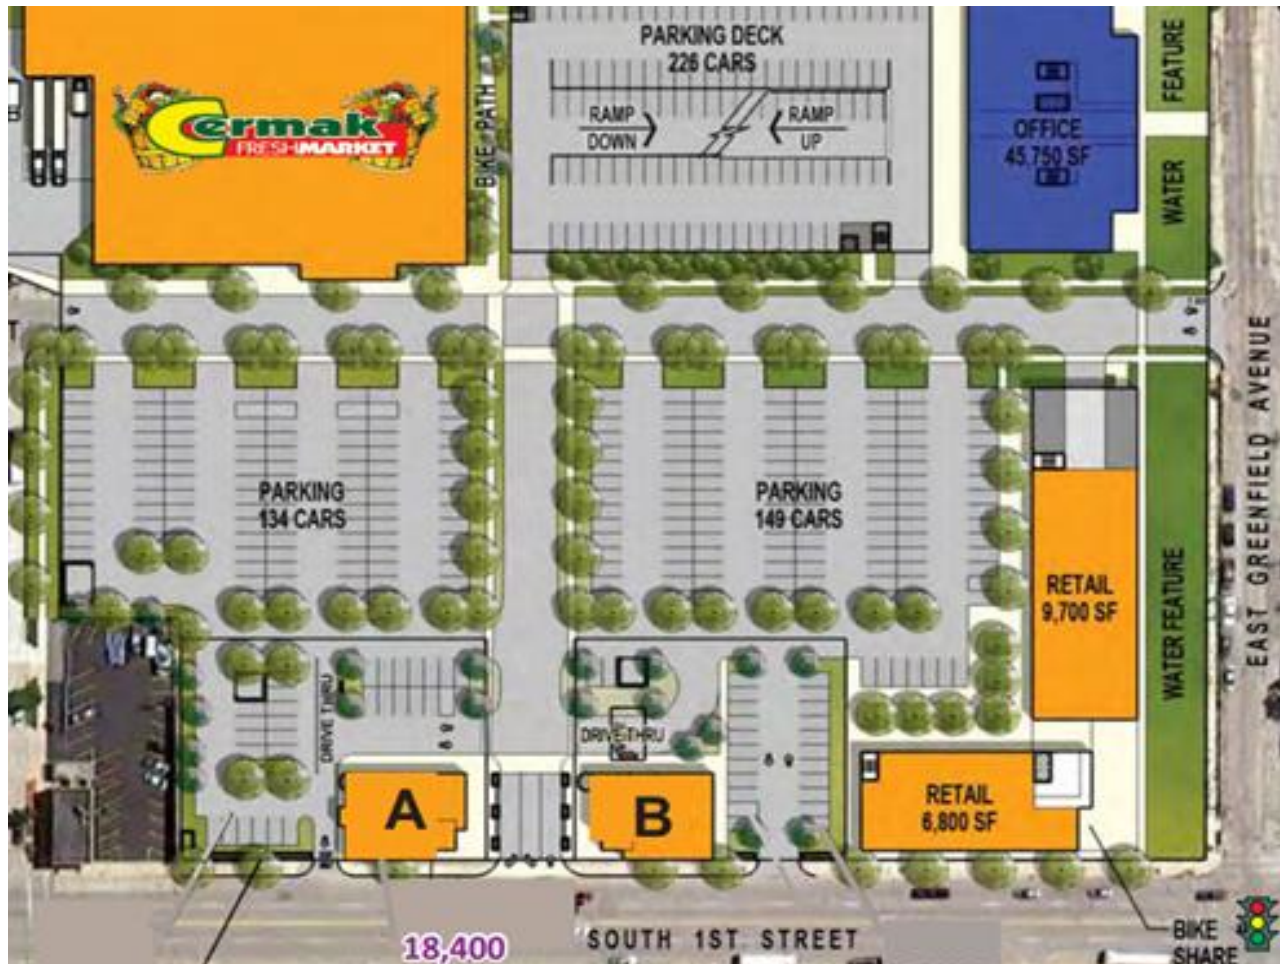 PARKING DECK
226 CARS
RAMP
DOWN
RAMP
UP
OFFICE
45,750 SF
FEATURE
WATER
Cermak
FRESH MARKET
BIKE PATH
PARKING
134 CARS
PARKING
149 CARS
RETAIL
9,700 SF
WATER FEATURE
EAST GREENFIELD AVENUE
DRIVE THRU
DRIVE-THRU
A
B
RETAIL
6,800 SF
18,400
SOUTH 1ST STREET
BIKE
SHARE